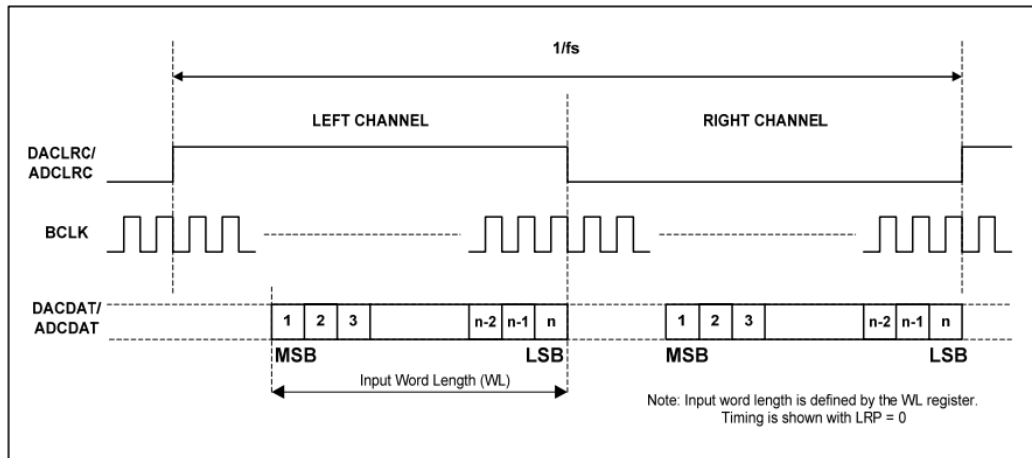 1/fs
LEFT CHANNEL RIGHT CHANNEL
DACLRC/
ADCLRC
BCLK
DACDAT/
ADCDAT
1 2 3 n-2 n-1 n 1 2 3 n-2 n-1 n
MSB LSB MSB LSB
Input Word Length (WL)
Note: Input word length is defined by the WL register.
Timing is shown with LRP = 0